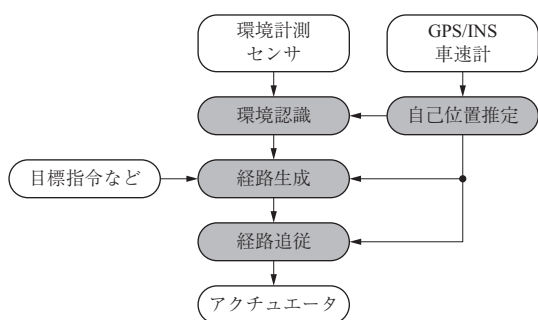 環境計測
センサ
GPS/INS
車速計
環境認識
自己位置推定
目標指令など
経路生成
経路追従
アクチュエータ